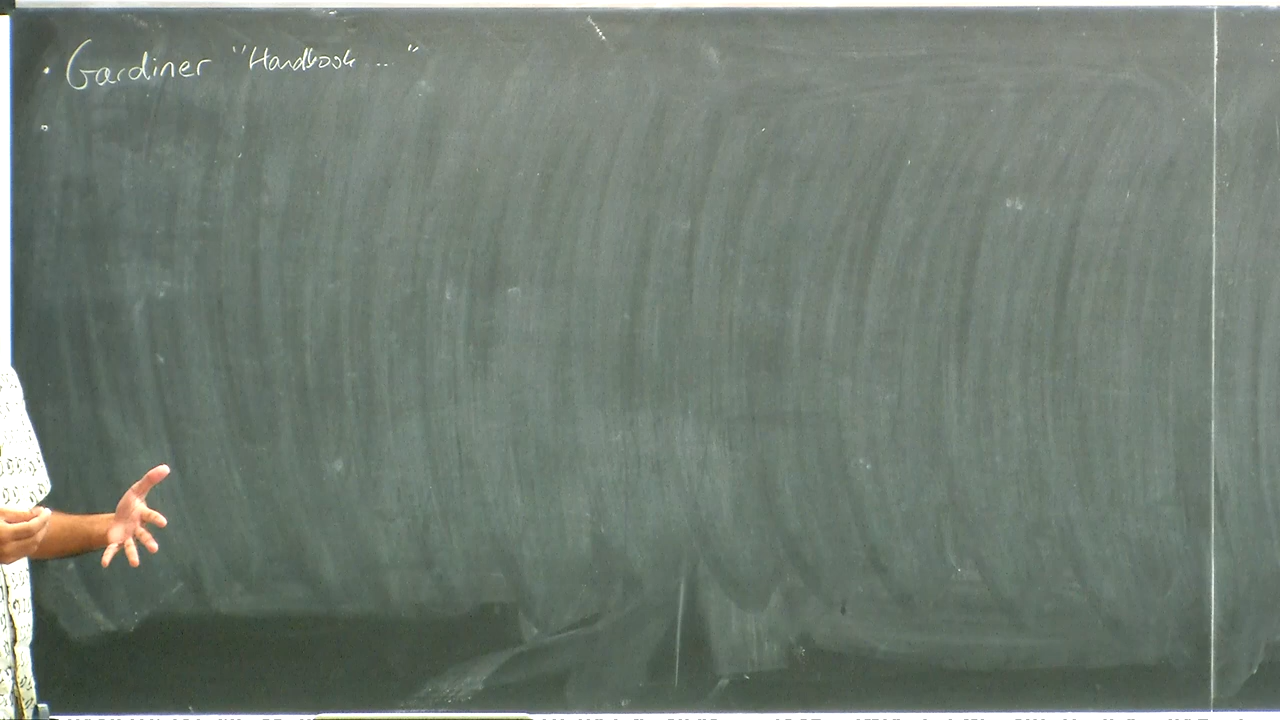 • Gardiner "Handbook ..."
•